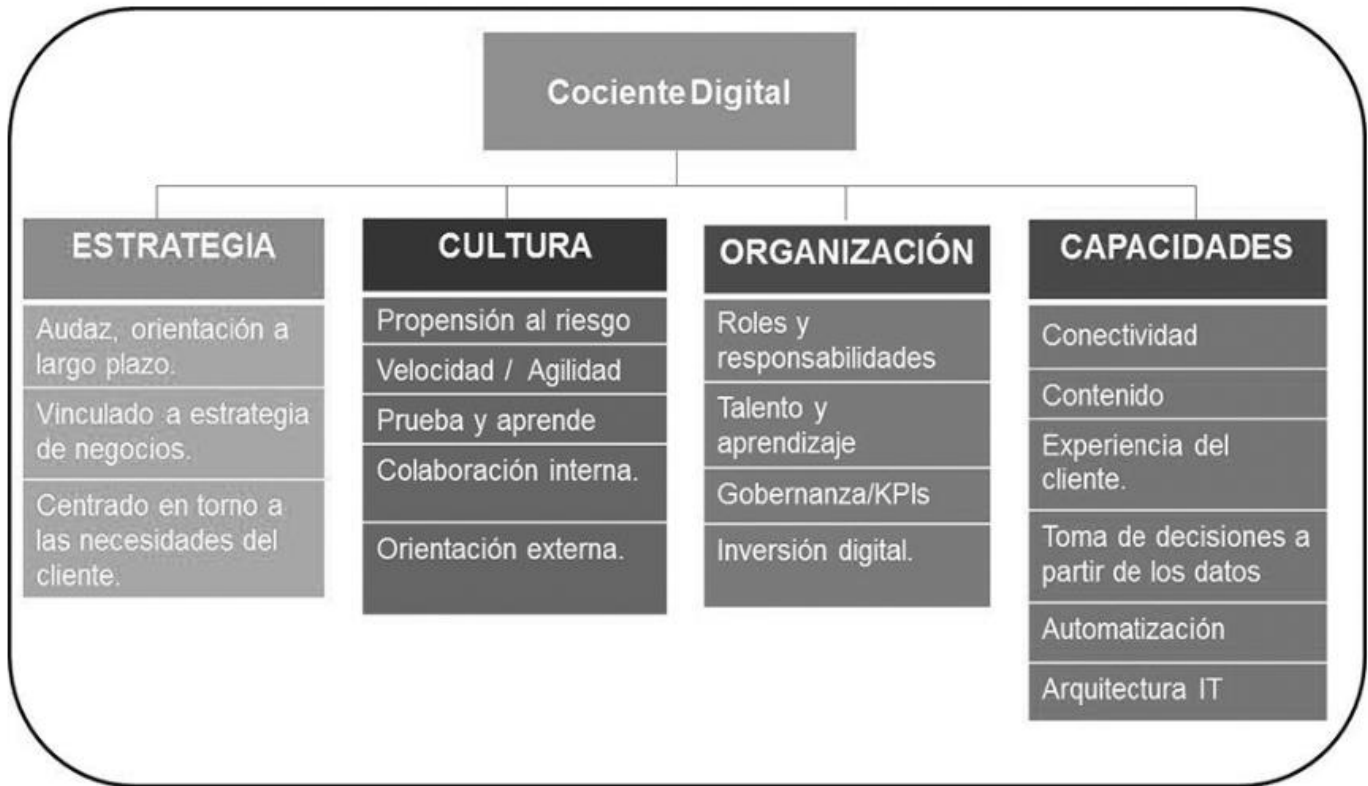 Cociente Digital
ESTRATEGIA
Audaz, orientación a
largo plazo.
Vinculado a estrategia
de negocios.
Centrado en torno a
las necesidades del
cliente.
CULTURA
Propensión al riesgo
Velocidad / Agilidad
Prueba y aprende
Colaboración interna.
Orientación externa.
ORGANIZACIÓN
Roles y
responsabilidades
Talento y
aprendizaje
Gobernanza/KPIs
Inversión digital.
CAPACIDADES
Conectividad
Contenido
Experiencia del
cliente.
Toma de decisiones a
partir de los datos
Automatización
Arquitectura IT